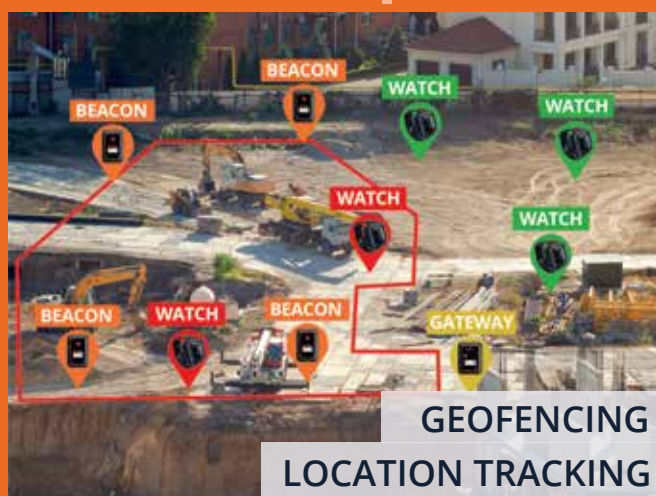 BEACON
WATCH
BEACON
WATCH
WATCH
WATCH
BEACON
WATCH
BEACON
GATEWAY
GEOFENCING
LOCATION TRACKING